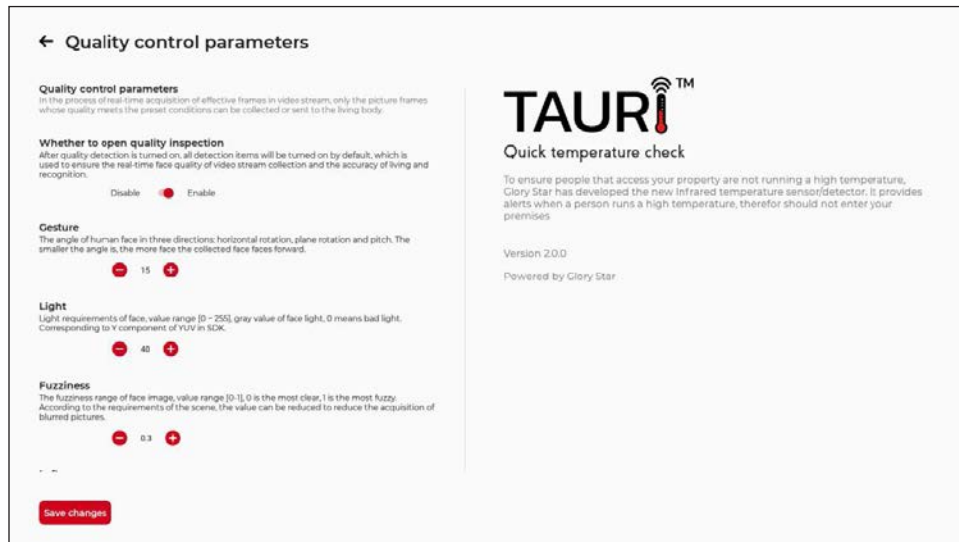 ← Quality control parameters
Quality control parameters
In the process of real-time acquisition of effective frames in video stream, only the picture frames
whose quality meets the preset conditions can be collected or sent to the living body.
Whether to open quality inspection
After quality detection is turned on, all detection items will be turned on by default, which is
used to ensure the real-time face quality of video stream collection and the accuracy of living and
recognition.
Disable Enable
Gesture
The angle of human face in three directions: horizontal rotation, plane rotation and pitch. The
smaller the angle is, the more face the collected face faces forward.
15
Light
Light requirements of face, value range [0 ~ 255], gray value of face light, 0 means bad light.
Corresponding to Y component of YUV in SDK.
40
Fuzziness
The fuzziness range of face image, value range [0-1], 0 is the most clear, 1 is the most fuzzy.
According to the requirements of the scene, the value can be reduced to reduce the acquisition of
blurred pictures.
0.3
Save changes
TAURI™
Quick temperature check
To ensure people that access your property are not running a high temperature,
Glory Star has developed the new Infrared temperature sensor/detector. It provides
alerts when a person runs a high temperature, therefor should not enter your
premises
Version 2.0.0
Powered by Glory Star